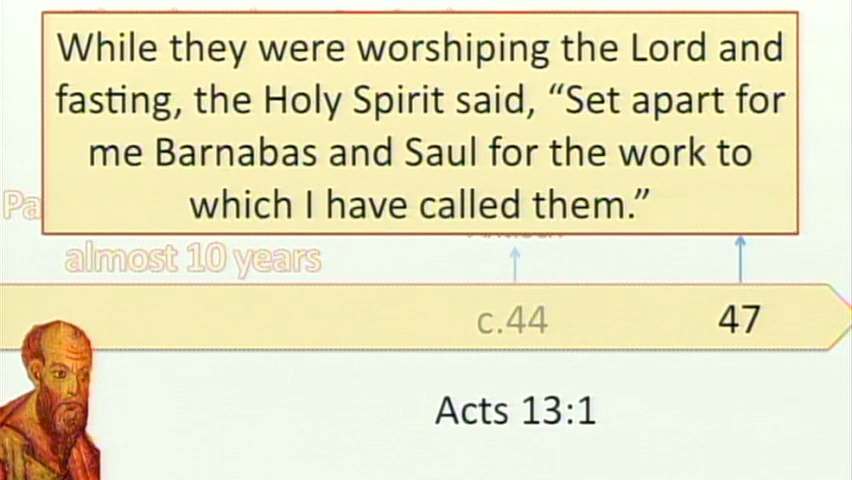 While they were worshiping the Lord and
fasting, the Holy Spirit said, “Set apart for
me Barnabas and Saul for the work to
which I have called them.”
almost 10 years
c.44
47
Acts 13:1